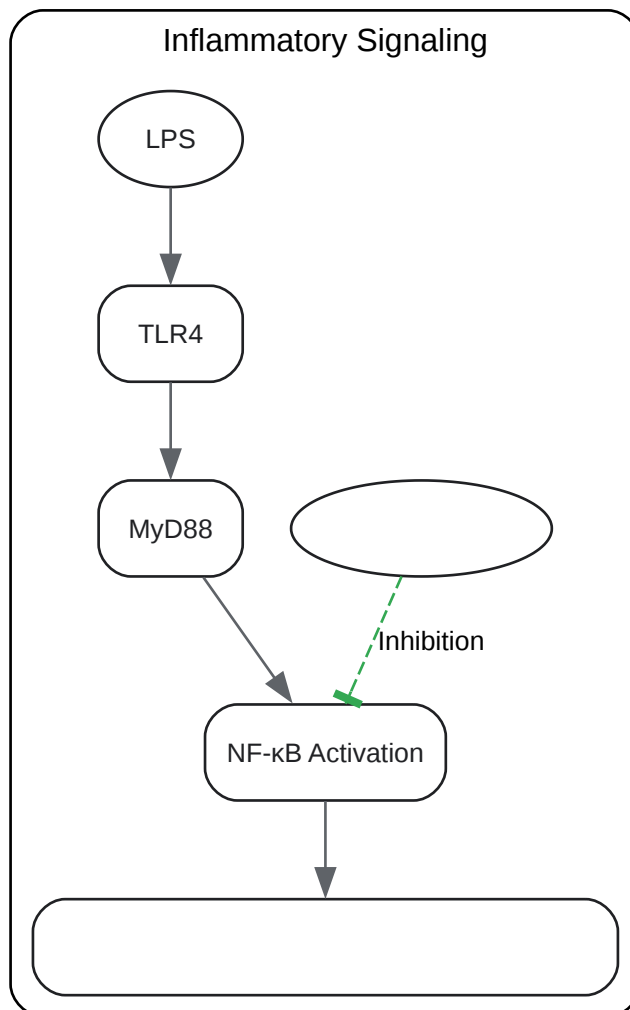 Inflammatory Signaling
LPS
TLR4
MyD88
Inhibition
NF-κB Activation